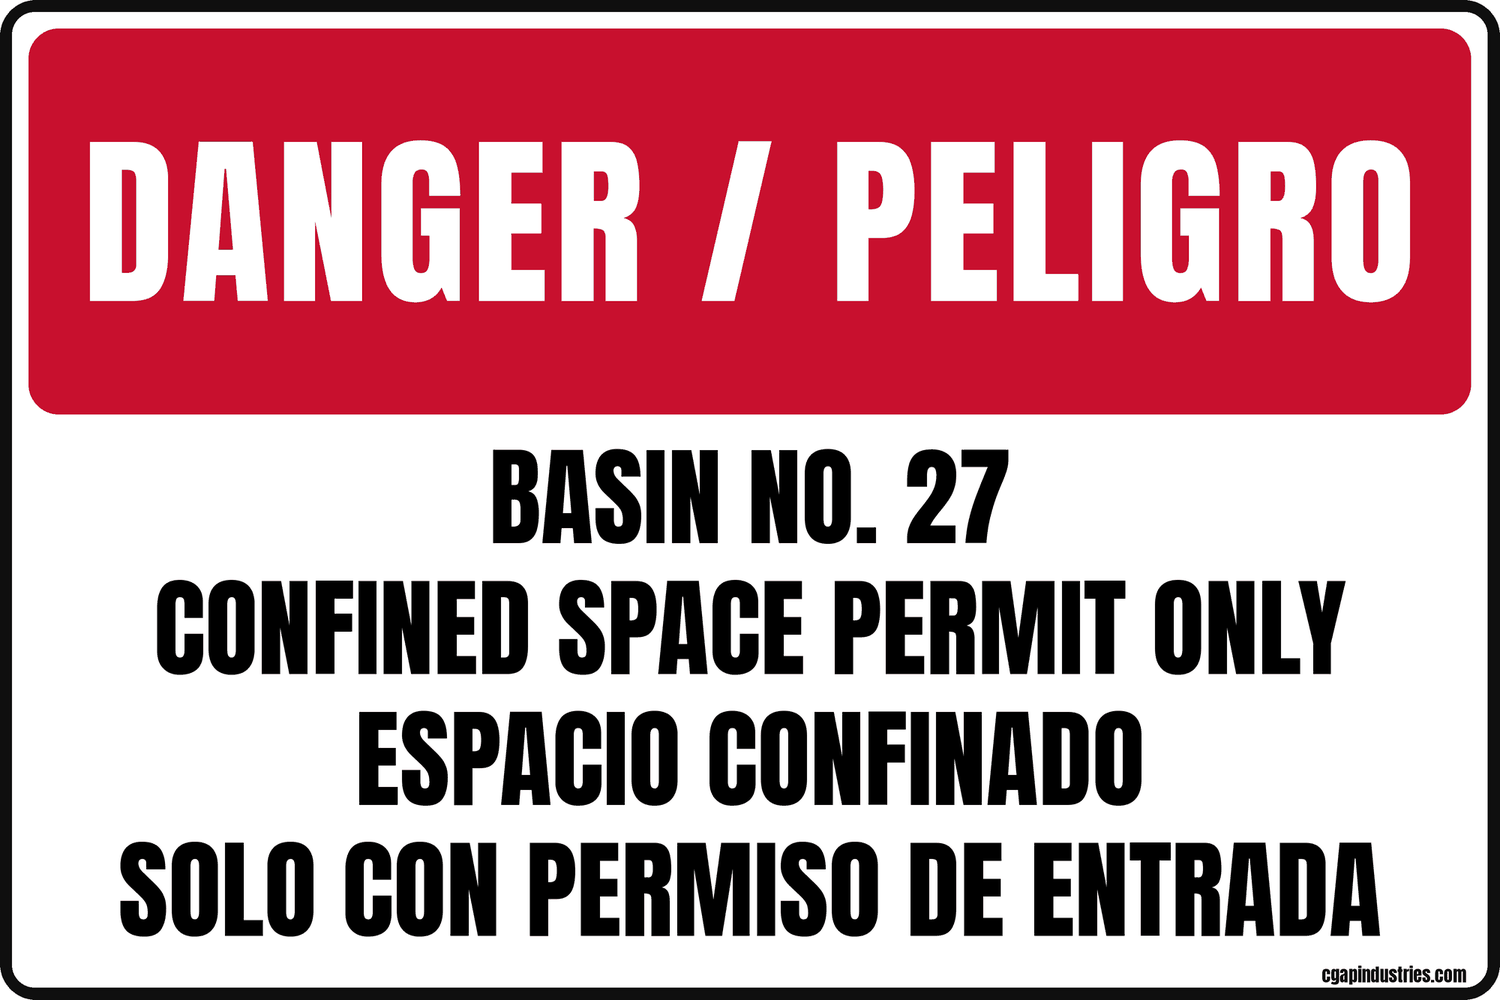 DANGER / PELIGRO
BASIN NO. 27
CONFINED SPACE PERMIT ONLY
ESPACIO CONFINADO
SOLO CON PERMISO DE ENTRADA
cgapindustries.com